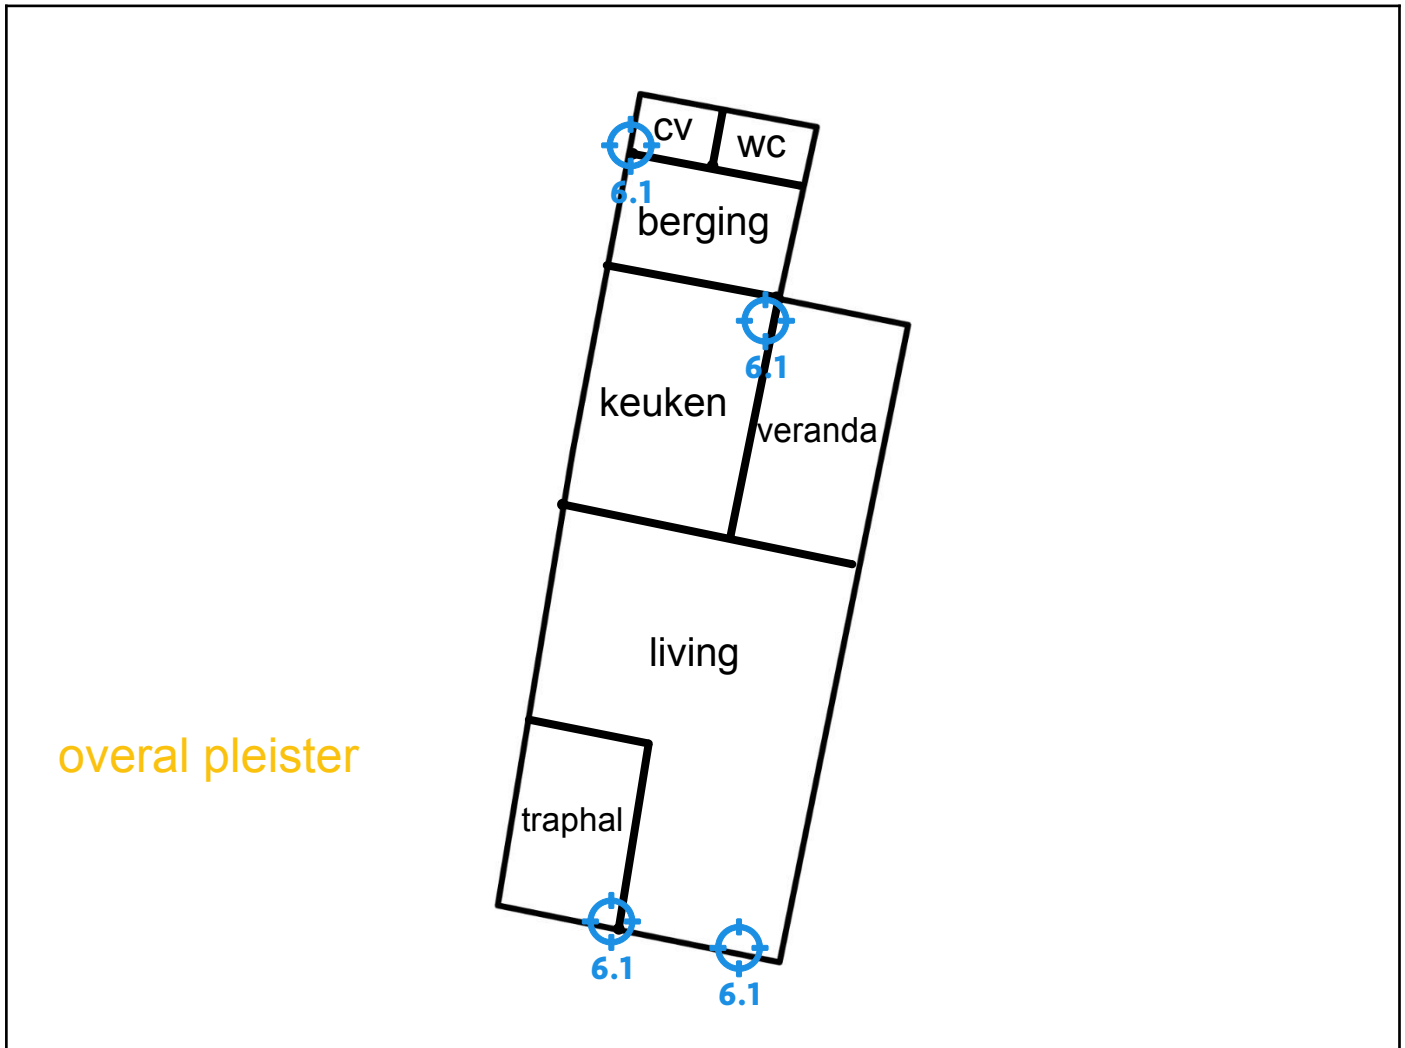 cv
wc
6.1
berging
6.1
keuken
veranda
living
overal pleister
traphal
6.1
6.1